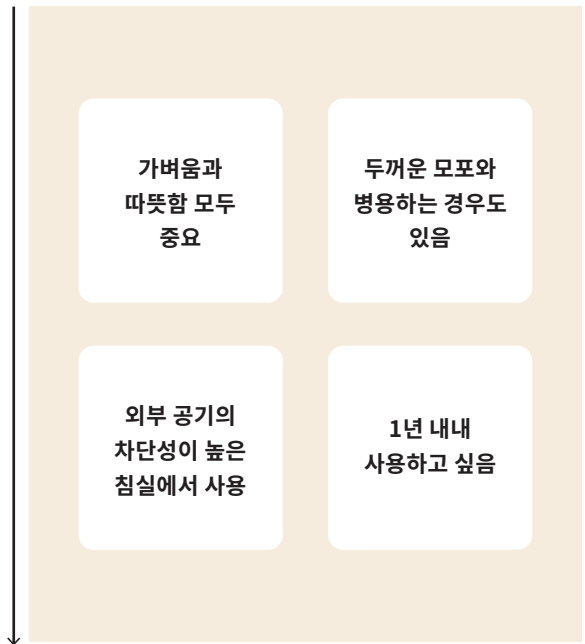 가벼움과
따뜻함 모두
중요
두꺼운 모포와
병용하는 경우도
있음
외부 공기의
차단성이 높은
침실에서 사용
1년 내내
사용하고 싶음